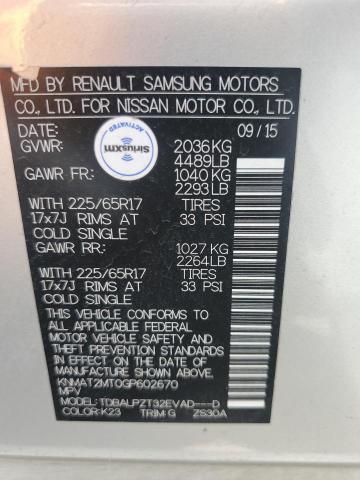 MFD BY RENAULT SAMSUNG MOTORS
CO., LTD. FOR NISSAN MOTOR CO., LTD.
DATE: 09/15
GVWR: 2036KG
4489LB
GAWR FR: 1040KG
2293LB
WITH 225/65R17 TIRES
17x7J RIMS AT 33 PSI
COLD SINGLE
GAWR RR: 1027KG
2264LB
WITH 225/65R17 TIRES
17x7J RIMS AT 33 PSI
COLD SINGLE
THIS VEHICLE CONFORMS TO
ALL APPLICABLE FEDERAL
MOTOR VEHICLE SAFETY AND
THEFT PREVENTION STANDARDS
IN EFFECT ON THE DATE OF
MANUFACTURE SHOWN ABOVE.
KNMAT2MT0GP602670
MPV
MODEL: TDBALPZT32EVAD---D
COLOR:K23 TRIM:G ZS30A
ACTIVATED
SiriusXM